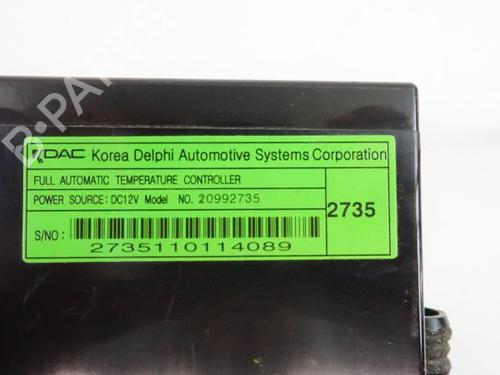 KDAC Korea Delphi Automotive Systems Corporation
FULL AUTOMATIC TEMPERATURE CONTROLLER
POWER SOURCE: DC12V Model NO. 20992735
2735
S/NO :
2735110114089
B-PARTS